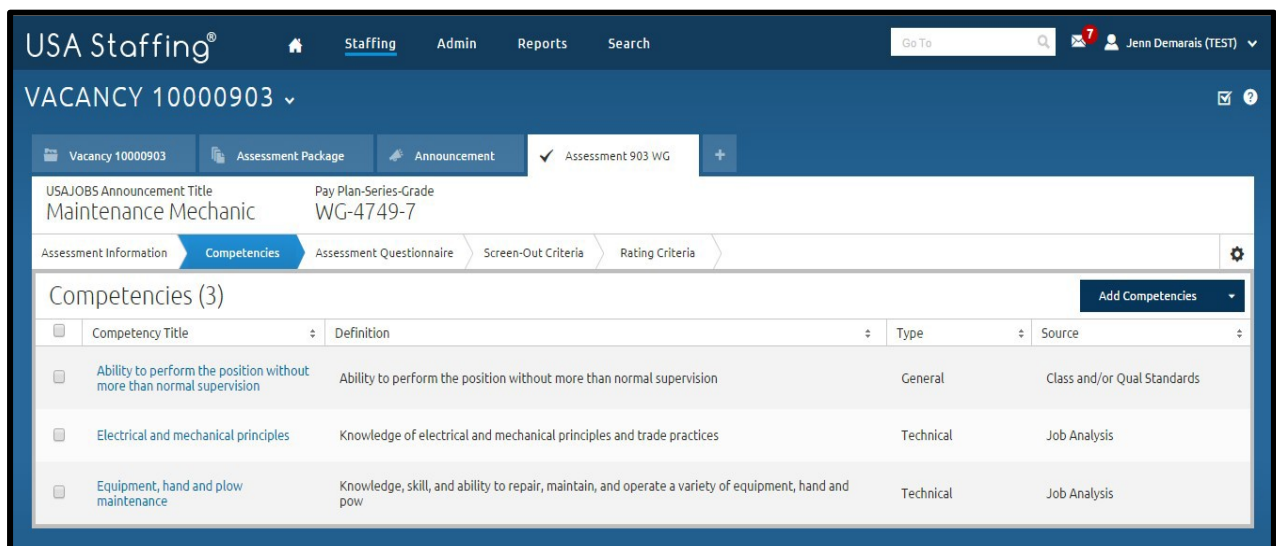 USA Staffing®
Staffing Admin Reports Search
Go To
7
Jenn Demarais (TEST)
VACANCY 10000903
Vacancy 10000903
Assessment Package
Announcement
Assessment 903 WG
+
USAJOBS Announcement Title
Maintenance Mechanic
Pay Plan-Series-Grade
WG-4749-7
Assessment Information Competencies Assessment Questionnaire Screen-Out Criteria Rating Criteria
Competencies (3)
Add Competencies
Competency Title Definition Type Source
Ability to perform the position without
more than normal supervision
Ability to perform the position without more than normal supervision
General
Class and/or Qual Standards
Electrical and mechanical principles
Knowledge of electrical and mechanical principles and trade practices
Technical
Job Analysis
Equipment, hand and plow
maintenance
Knowledge, skill, and ability to repair, maintain, and operate a variety of equipment, hand and
pow
Technical
Job Analysis